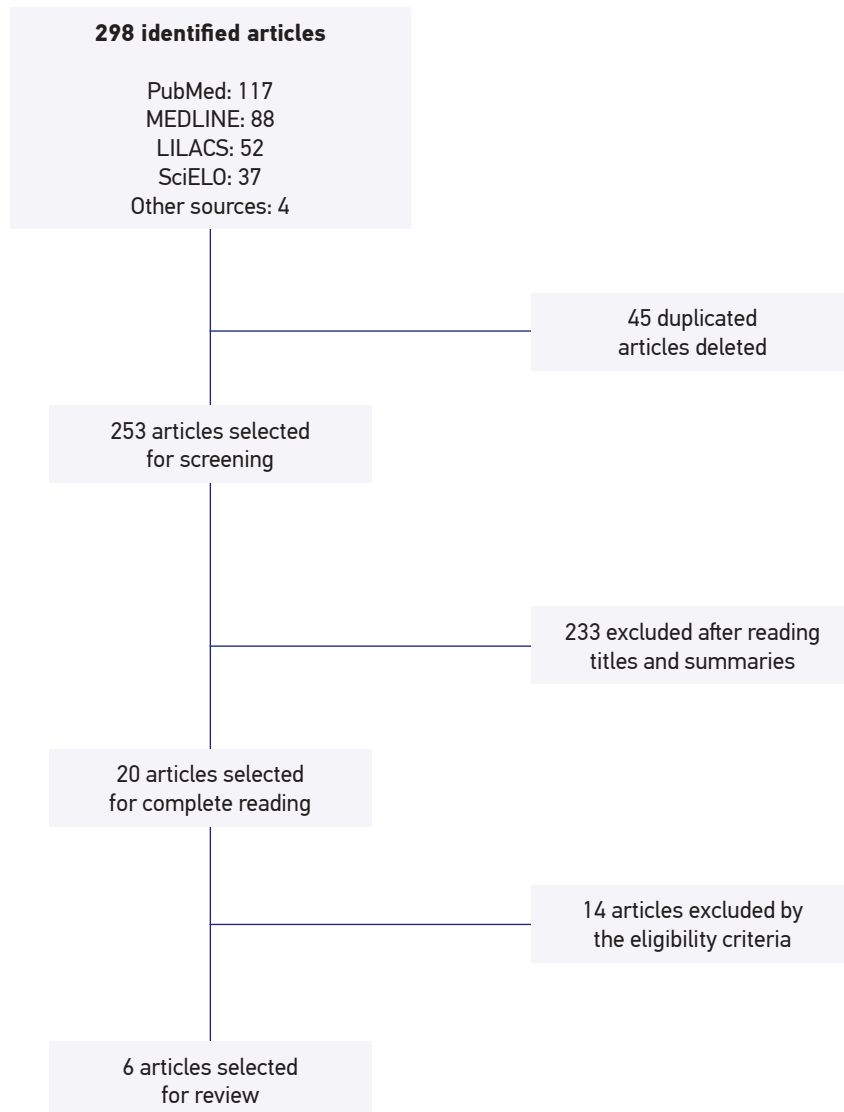 298 identified articles
PubMed: 117
MEDLINE: 88
LILACS: 52
SciELO: 37
Other sources: 4
45 duplicated
articles deleted
253 articles selected
for screening
233 excluded after reading
titles and summaries
20 articles selected
for complete reading
14 articles excluded by
the eligibility criteria
6 articles selected
for review